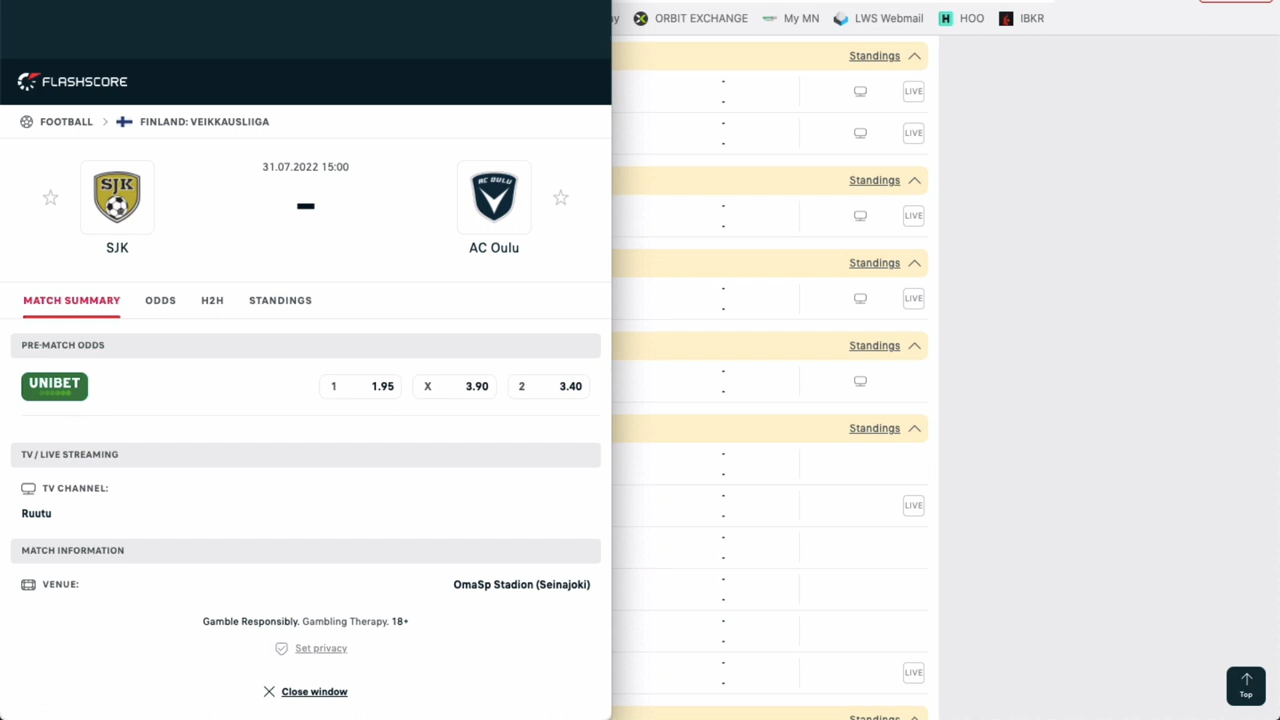 y ORBIT EXCHANGE My MN LWS Webmail H HOO IBKR
FLASHSCORE
FOOTBALL > FINLAND: VEIKKAUSLIIGA
31.07.2022 15:00
SJK
-
AC OULU
SJK
AC Oulu
MATCH SUMMARY ODDS H2H STANDINGS
PRE-MATCH ODDS
UNIBET 1 1.95 X 3.90 2 3.40
TV / LIVE STREAMING
TV CHANNEL:
Ruutu
MATCH INFORMATION
VENUE: OmaSp Stadion (Seinajoki)
Gamble Responsibly. Gambling Therapy. 18+
Set privacy
Close window
Standings
-
- LIVE
-
- LIVE
Standings
-
- LIVE
Standings
-
- LIVE
Standings
-
-
Standings
-
-
-
- LIVE
-
-
-
-
-
-
-
- LIVE
Standings
Top